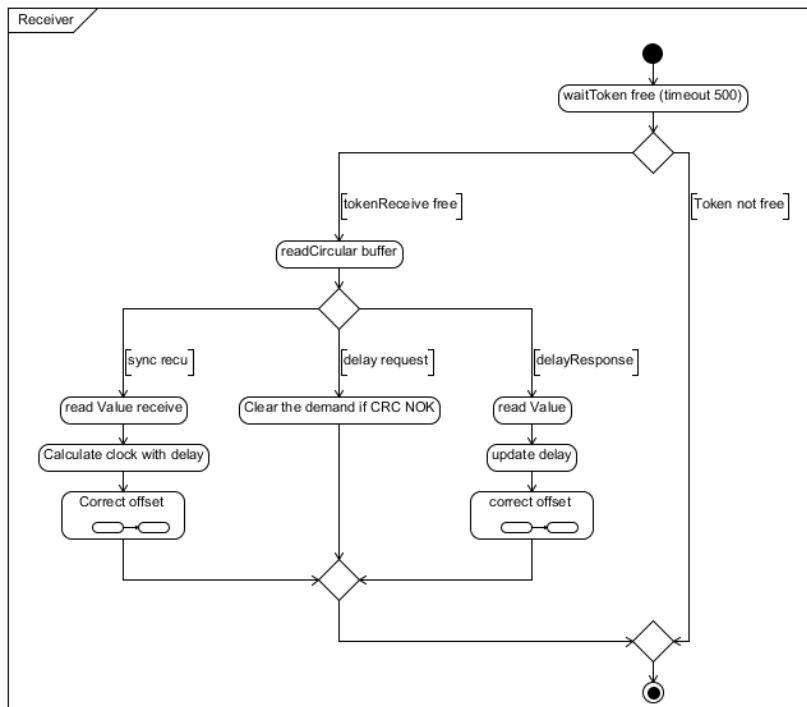 Receiver
waitToken free (timeout 500)
[tokenReceive free]
[Token not free]
readCircular buffer
[sync recu]
[delay request]
[delayResponse]
read Value receive
Clear the demand if CRC NOK
read Value
Calculate clock with delay
update delay
Correct offset
correct offset